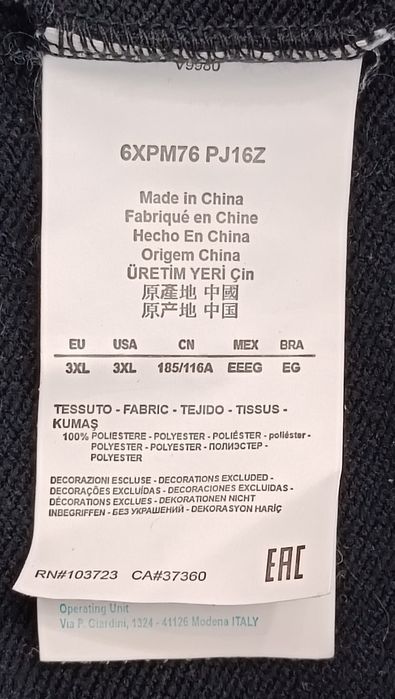 V9980
6XPM76 PJ16Z
Made in China
Fabriqué en Chine
Hecho En China
Origem China
ÜRETİM YERİ Çin
原產地 中國
原产地 中国
EU USA CN MEX BRA
3XL 3XL 185/116A EEEG EG
TESSUTO - FABRIC - TEJIDO - TISSUS -
KUMAŞ
100% POLIESTERE - POLYESTER - POLIÉSTER - poliéster -
POLYESTER - POLYESTER - ПОЛИЭСТЕР -
POLYESTER
DECORAZIONI ESCLUSE - DECORATIONS EXCLUDED -
DECORAÇÕES EXCLUÍDAS - DECORACIONES EXCLUIDAS -
DÉCORATIONS EXCLUES - DEKORATIONEN NICHT
INBEGRIFFEN - БЕЗ УКРАШЕНИЙ - DEKORASYON HARİÇ
RN#103723 CA#37360 EAC
Operating Unit
Via P. Giardini, 1324 - 41126 Modena ITALY